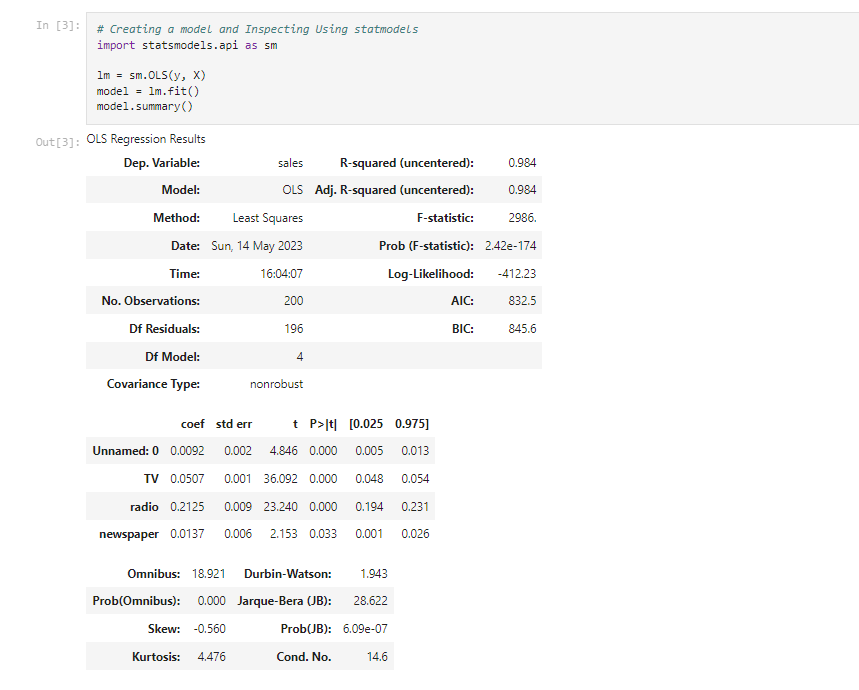 In [3]:
# Creating a model and Inspecting Using statmodels
import statsmodels.api as sm
lm = sm.OLS(y, X)
model = lm.fit()
model.summary()
Out[3]:
OLS Regression Results
Dep. Variable: sales R-squared (uncentered): 0.984
Model: OLS Adj. R-squared (uncentered): 0.984
Method: Least Squares F-statistic: 2986.
Date: Sun, 14 May 2023 Prob (F-statistic): 2.42e-174
Time: 16:04:07 Log-Likelihood: -412.23
No. Observations: 200 AIC: 832.5
Df Residuals: 196 BIC: 845.6
Df Model: 4
Covariance Type: nonrobust
coef std err t P>|t| [0.025 0.975]
Unnamed: 0 0.0092 0.002 4.846 0.000 0.005 0.013
TV 0.0507 0.001 36.092 0.000 0.048 0.054
radio 0.2125 0.009 23.240 0.000 0.194 0.231
newspaper 0.0137 0.006 2.153 0.033 0.001 0.026
Omnibus: 18.921 Durbin-Watson: 1.943
Prob(Omnibus): 0.000 Jarque-Bera (JB): 28.622
Skew: -0.560 Prob(JB): 6.09e-07
Kurtosis: 4.476 Cond. No. 14.6